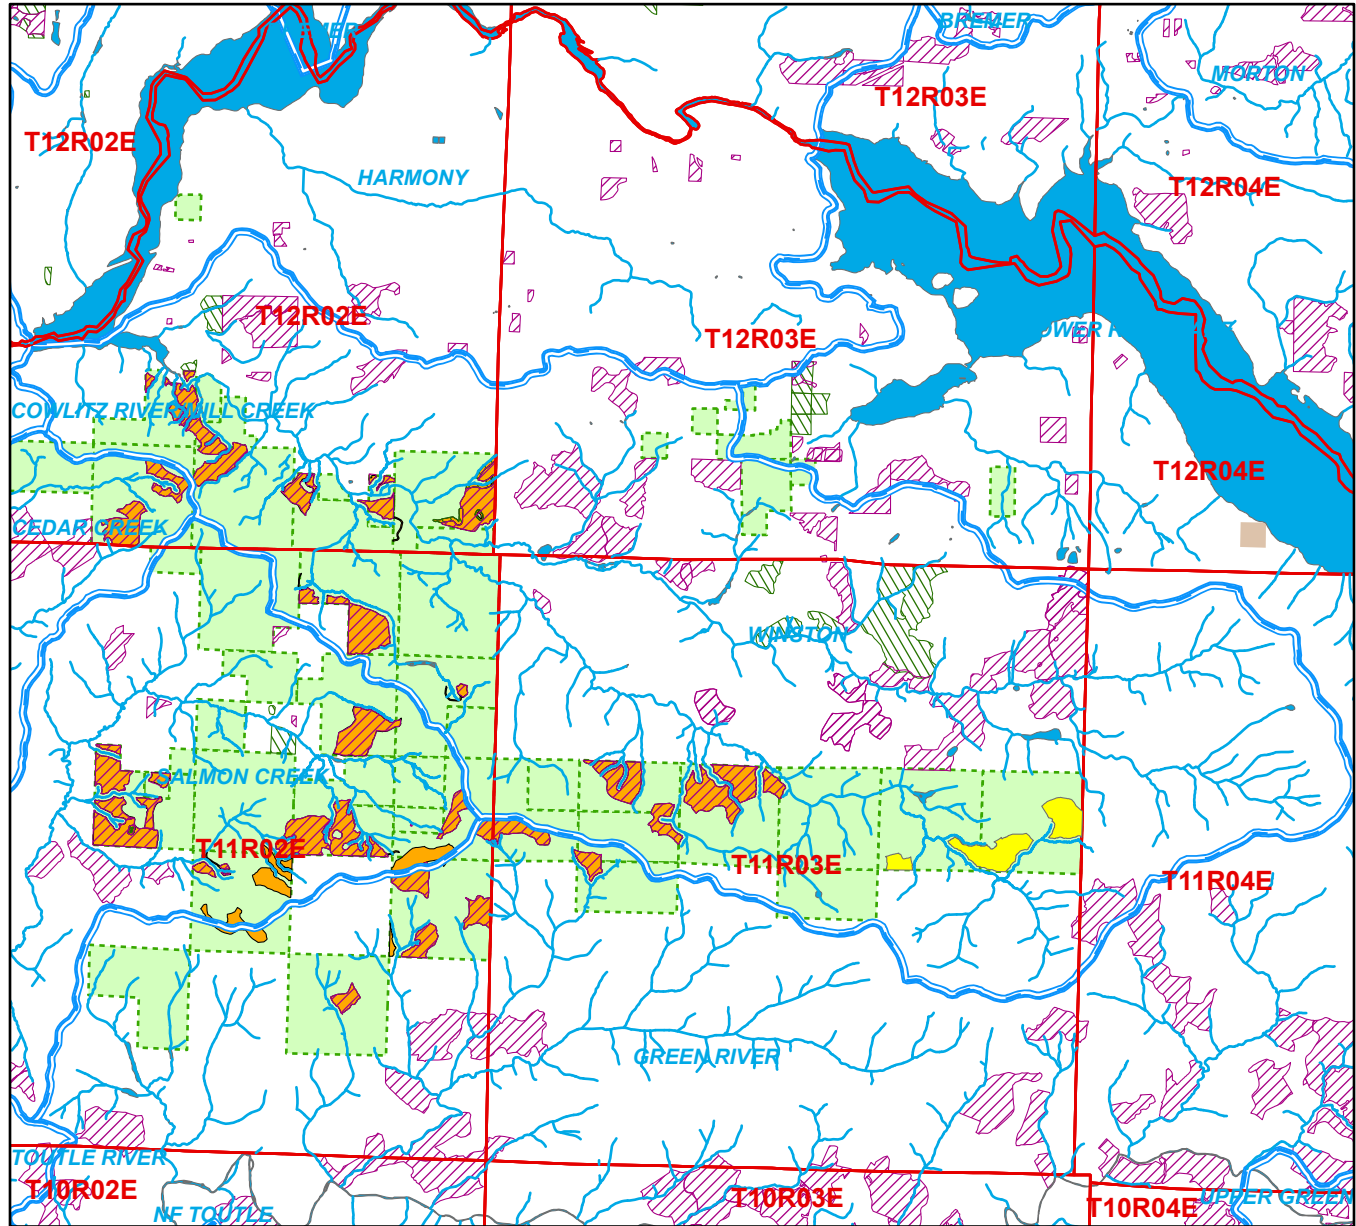 BREMER
MORTON
T12R03E
T12R02E
HARMONY
T12R04E
T12R02E
T12R03E
COWLITZ RIVER
MILL CREEK
T12R04E
CEDAR CREEK
WINSTON
SALMON CREEK
T11R02E
T11R03E
T11R04E
GREEN RIVER
TOUTLE RIVER
T10R02E
T10R03E
T10R04E
UPPER GREEN
NF TOUTLE